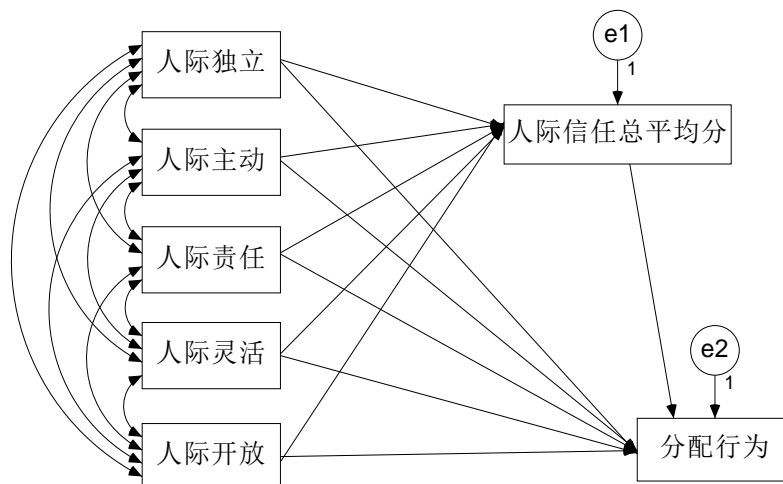 e1
1
人际独立
人际信任总平均分
人际主动
人际责任
人际灵活
e2
1
人际开放
分配行为